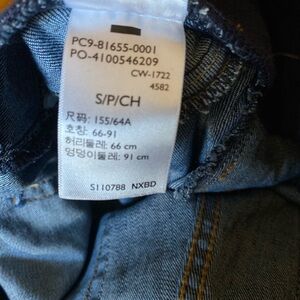 PC9-81655-0001
PO-4100546209
CW-1722
4582
S/P/CH
尺码: 155/64A
호칭: 66-91
허리둘레: 66 cm
엉덩이둘레: 91 cm
S110788 NXBD